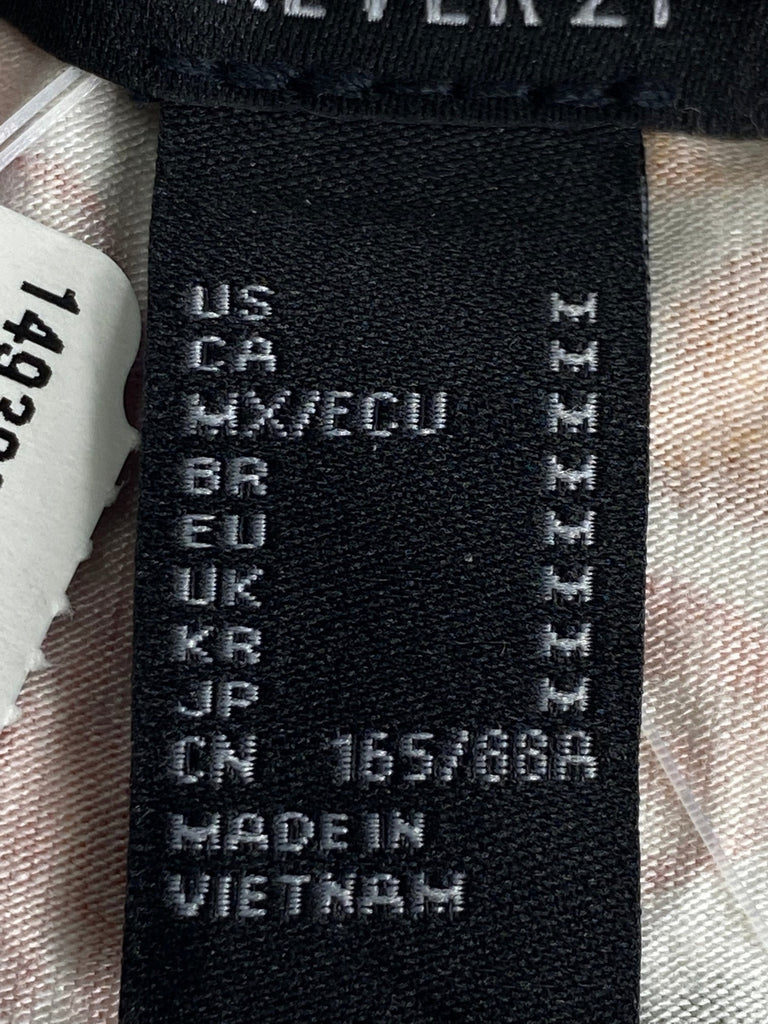 US M
CA M
MX/ECU M
BR M
EU M
UK M
KR M
JP M
CN 165/88A
MADE IN
VIETNAM